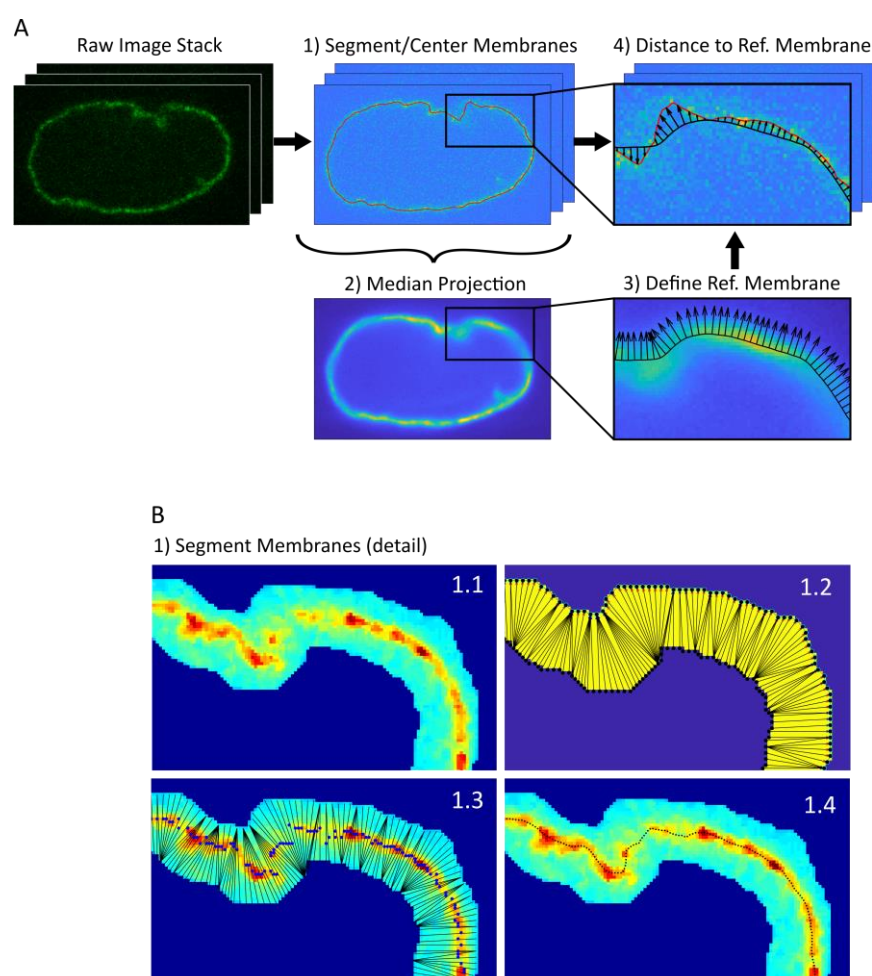 A
Raw Image Stack
1) Segment/Center Membranes
4) Distance to Ref. Membrane
2) Median Projection
3) Define Ref. Membrane
B
1) Segment Membranes (detail)
1.1
1.2
1.3
1.4